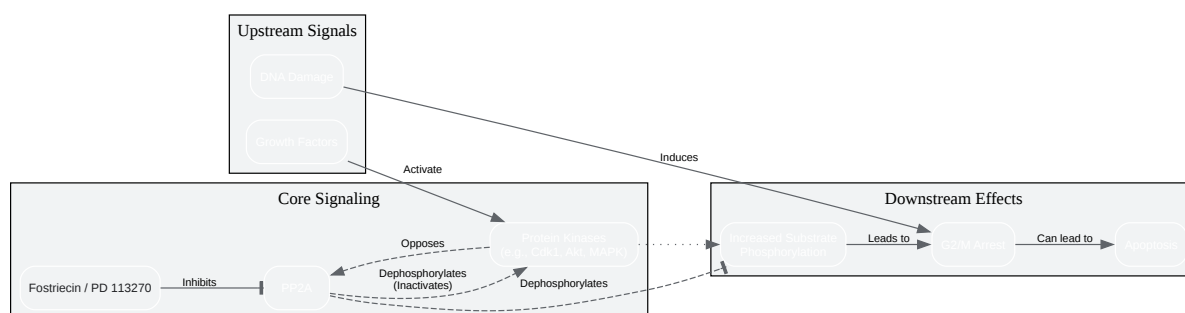 Upstream Signals
DNA Damage
Growth Factors
Induces
Activate
Core Signaling
Downstream Effects
Protein Kinases
(e.g., Cdk1, Akt, MAPK)
Opposes
Increased Substrate
Phosphorylation
Leads to
G2/M Arrest
Can lead to
Apoptosis
Dephosphorylates
(Inactivates)
Dephosphorylates
Fostriecin / PD 113270
Inhibits
PP2A